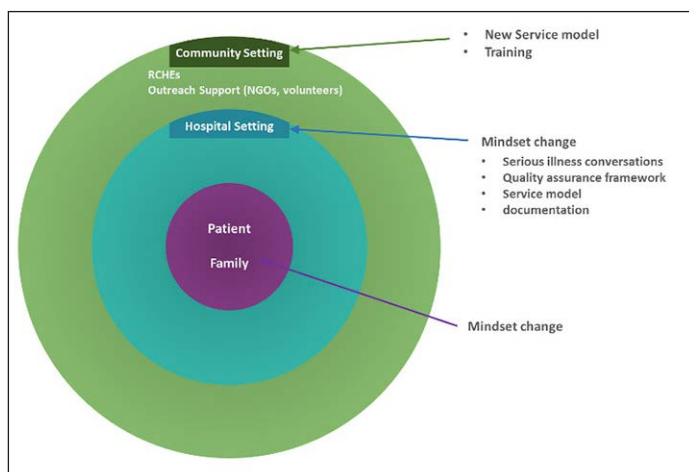 Community Setting
RCHEs
Outreach Support (NGOs, volunteers)
Hospital Setting
Patient
Family
• New Service model
• Training
Mindset change
• Serious illness conversations
• Quality assurance framework
• Service model
• documentation
Mindset change